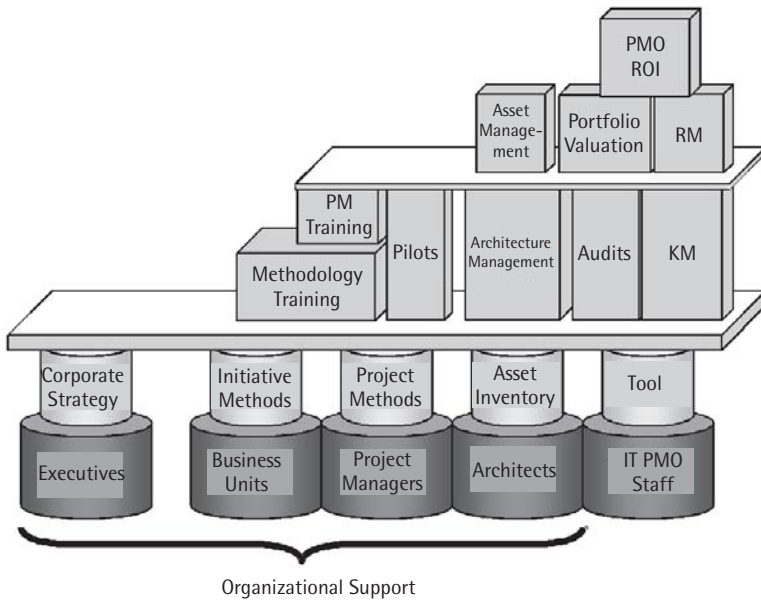 PMO
ROI
Asset
Manage-
ment
Portfolio
Valuation
RM
PM
Training
Methodology
Training
Pilots
Architecture
Management
Audits
KM
Corporate
Strategy
Initiative
Methods
Project
Methods
Asset
Inventory
Tool
Executives
Business
Units
Project
Managers
Architects
IT PMO
Staff
Organizational Support